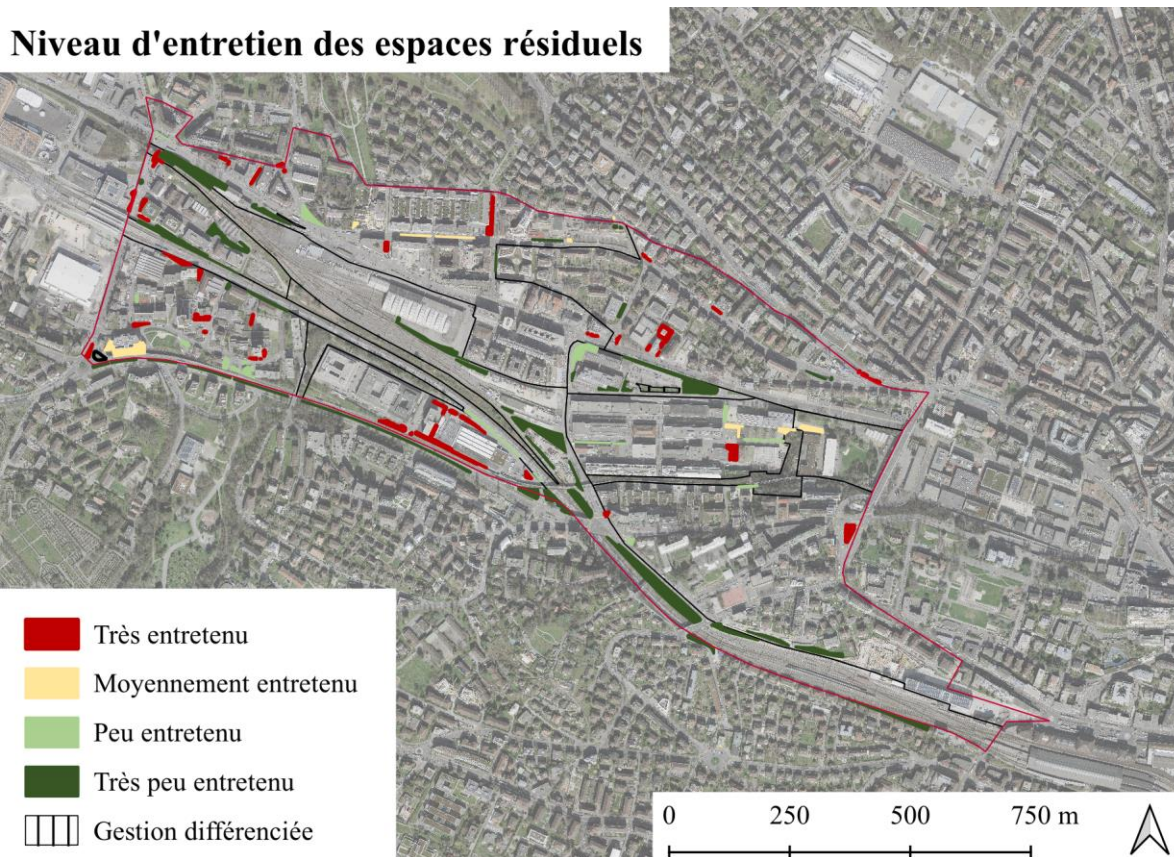 Niveau d'entretien des espaces résiduels
Très entretenu
Moyennement entretenu
Peu entretenu
Très peu entretenu
Gestion différenciée
0 250 500 750 m